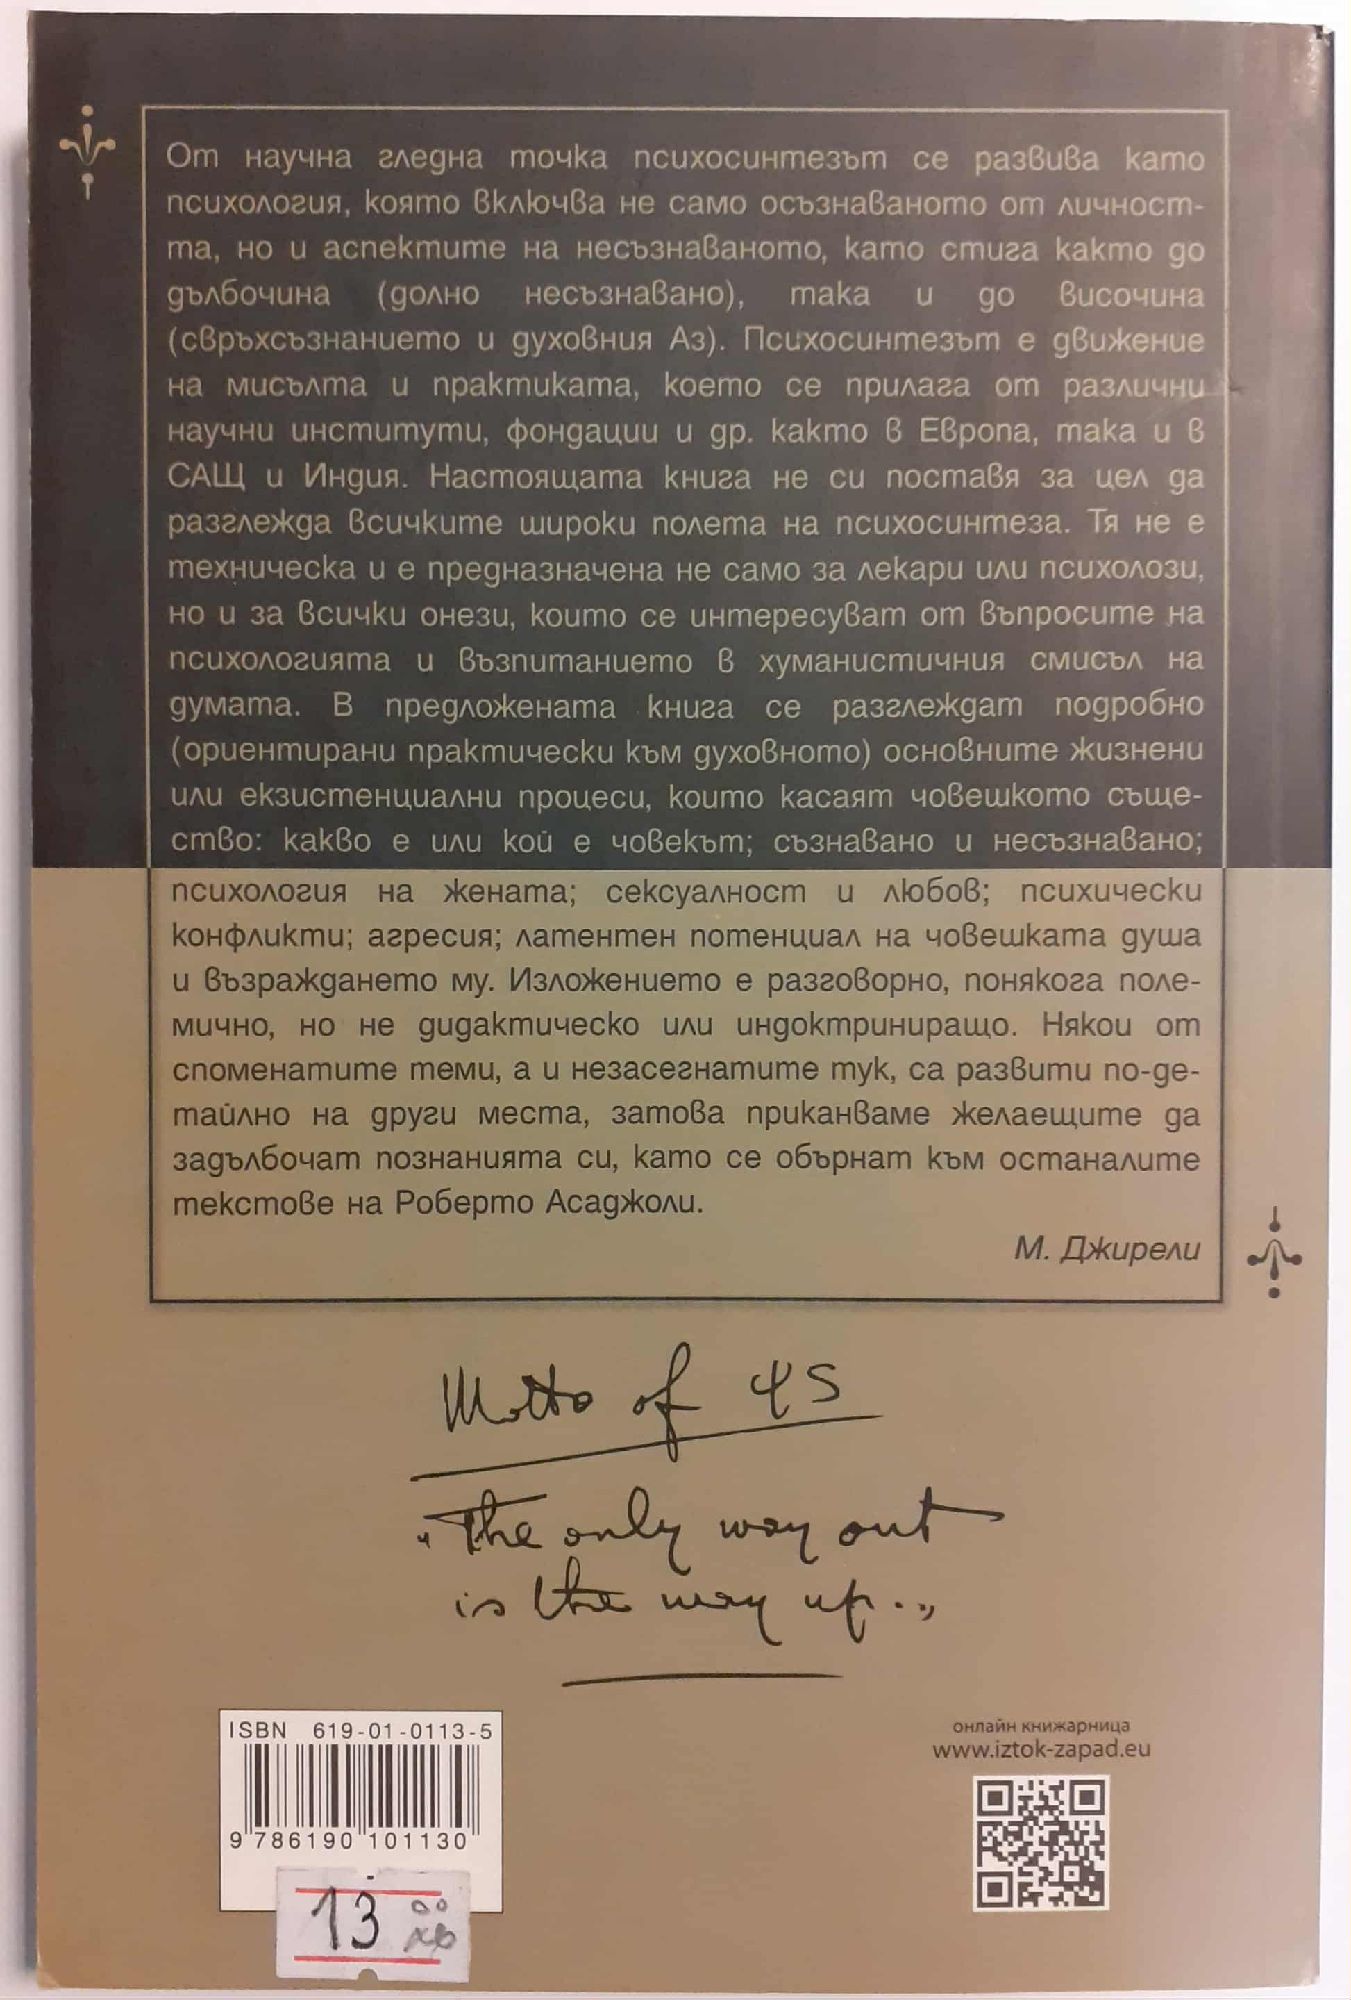 От научна гледна точка психосинтезът се развива като
психология, която включва не само осъзнаваното от личност-
та, но и аспектите на несъзнаваното, като стига както до
дълбочина (долно несъзнавано), така и до височина
(свръхсъзнанието и духовния Аз). Психосинтезът е движение
на мисълта и практиката, което се прилага от различни
научни институти, фондации и др. както в Европа, така и в
САЩ и Индия. Настоящата книга не си поставя за цел да
разглежда всичките широки полета на психосинтеза. Тя не е
техническа и е предназначена не само за лекари или психолози,
но и за всички онези, които се интересуват от въпросите на
психологията и възпитанието в хуманистичния смисъл на
думата. В предложената книга се разглеждат подробно
(ориентирани практически към духовното) основните жизнени
или екзистенциални процеси, които касаят човешкото съще-
ство: какво е или кой е човекът; съзнавано и несъзнавано;
психология на жената; сексуалност и любов; психически
конфликти; агресия; латентен потенциал на човешката душа
и възраждането му. Изложението е разговорно, понякога поле-
мично, но не дидактическо или индоктриниращо. Някои от
споменатите теми, а и незасегнатите тук, са развити по-де-
тайлно на други места, затова приканваме желаещите да
задълбочат познанията си, като се обърнат към останалите
текстове на Роберто Асаджоли.
М. Джирели
Motto of ψS
„The only way out
is the way up.„
ISBN 619-01-0113-5
9 786190 101130
13 00
лв
онлайн книжарница
www.iztok-zapad.eu